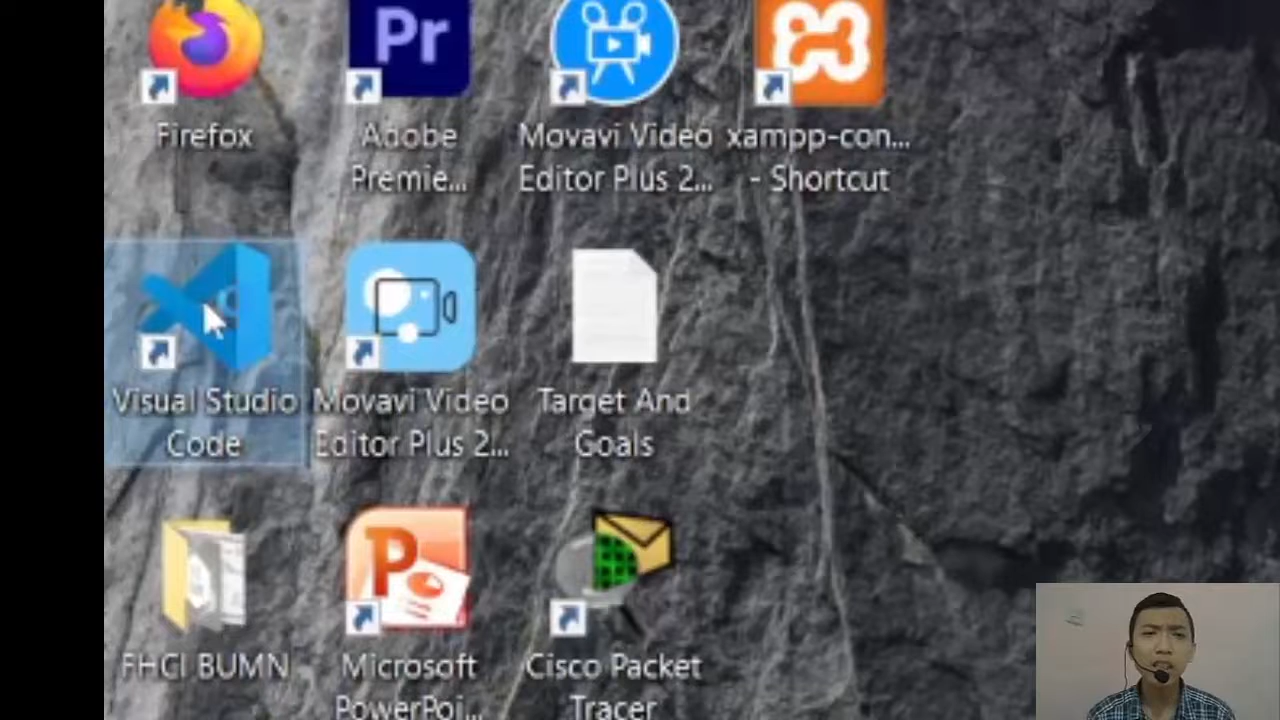 Pr
Firefox
Adobe
Premie...
Movavi Video
Editor Plus 2...
xampp-con...
- Shortcut
Visual Studio
Code
Movavi Video
Editor Plus 2...
Target And
Goals
P
FHCI BUMN
Microsoft
PowerPoi...
Cisco Packet
Tracer